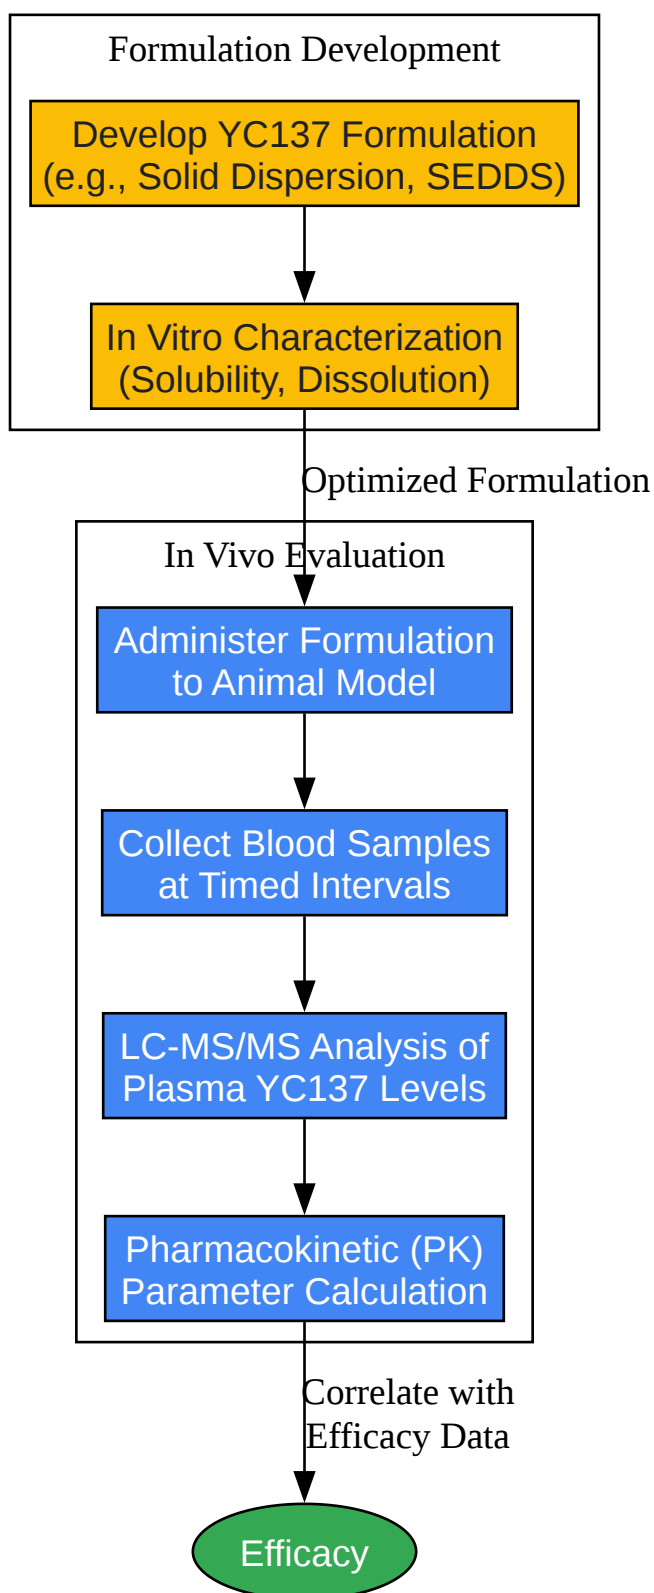 Formulation Development
Develop YC137 Formulation
(e.g., Solid Dispersion, SEDDS)
In Vitro Characterization
(Solubility, Dissolution)
Optimized Formulation
In Vivo Evaluation
Administer Formulation
to Animal Model
Collect Blood Samples
at Timed Intervals
LC-MS/MS Analysis of
Plasma YC137 Levels
Pharmacokinetic (PK)
Parameter Calculation
Correlate with
Efficacy Data
Efficacy